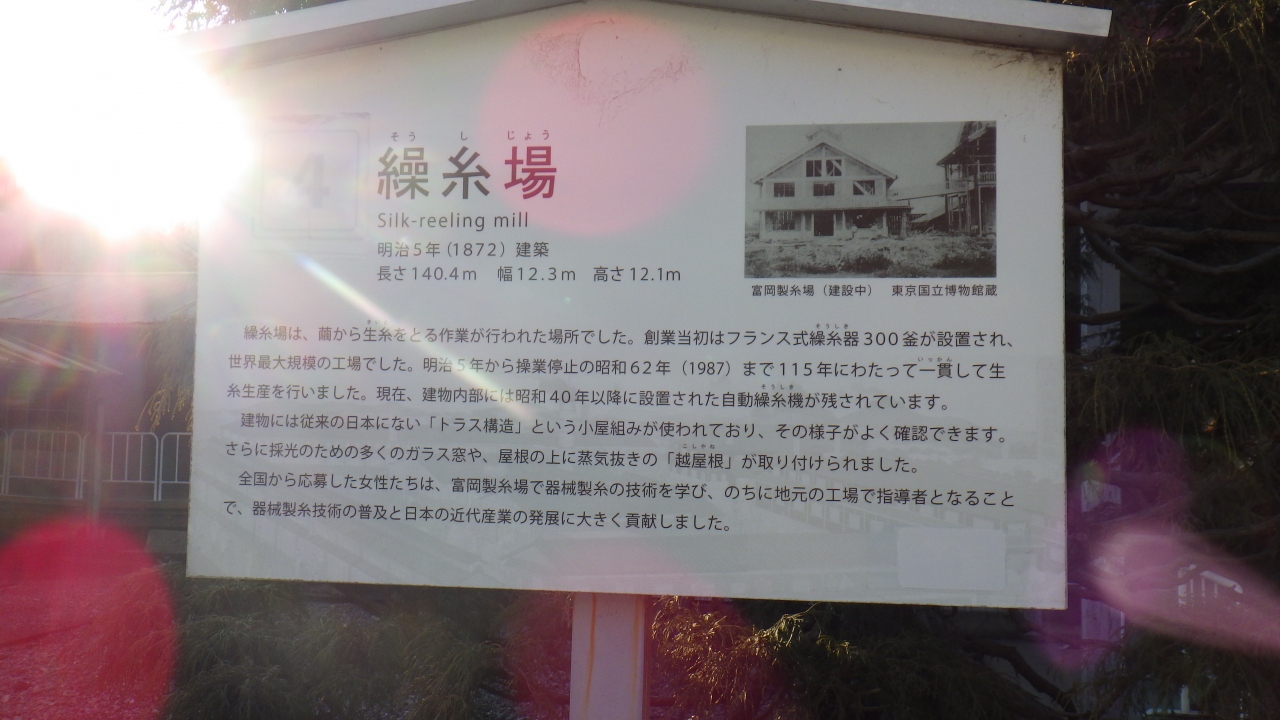 4
そう し じょう
繰糸場
Silk-reeling mill
明治5年（1872）建築
長さ140.4m　幅12.3m　高さ12.1m
富岡製糸場（建設中）　東京国立博物館蔵
繰糸場は、繭から生糸をとる作業が行われた場所でした。創業当初はフランス式繰糸器300釜が設置され、
世界最大規模の工場でした。明治5年から操業停止の昭和62年（1987）まで115年にわたって一貫して生
糸生産を行いました。現在、建物内部には昭和40年以降に設置された自動繰糸機が残されています。
建物には従来の日本にない「トラス構造」という小屋組みが使われており、その様子がよく確認できます。
さらに採光のための多くのガラス窓や、屋根の上に蒸気抜きの「越屋根」が取り付けられました。
全国から応募した女性たちは、富岡製糸場で器械製糸の技術を学び、のちに地元の工場で指導者となること
で、器械製糸技術の普及と日本の近代産業の発展に大きく貢献しました。